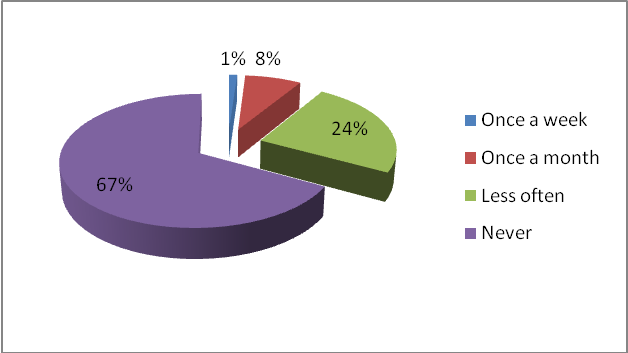 1% 8%
24%
67%
Once a week
Once a month
Less often
Never